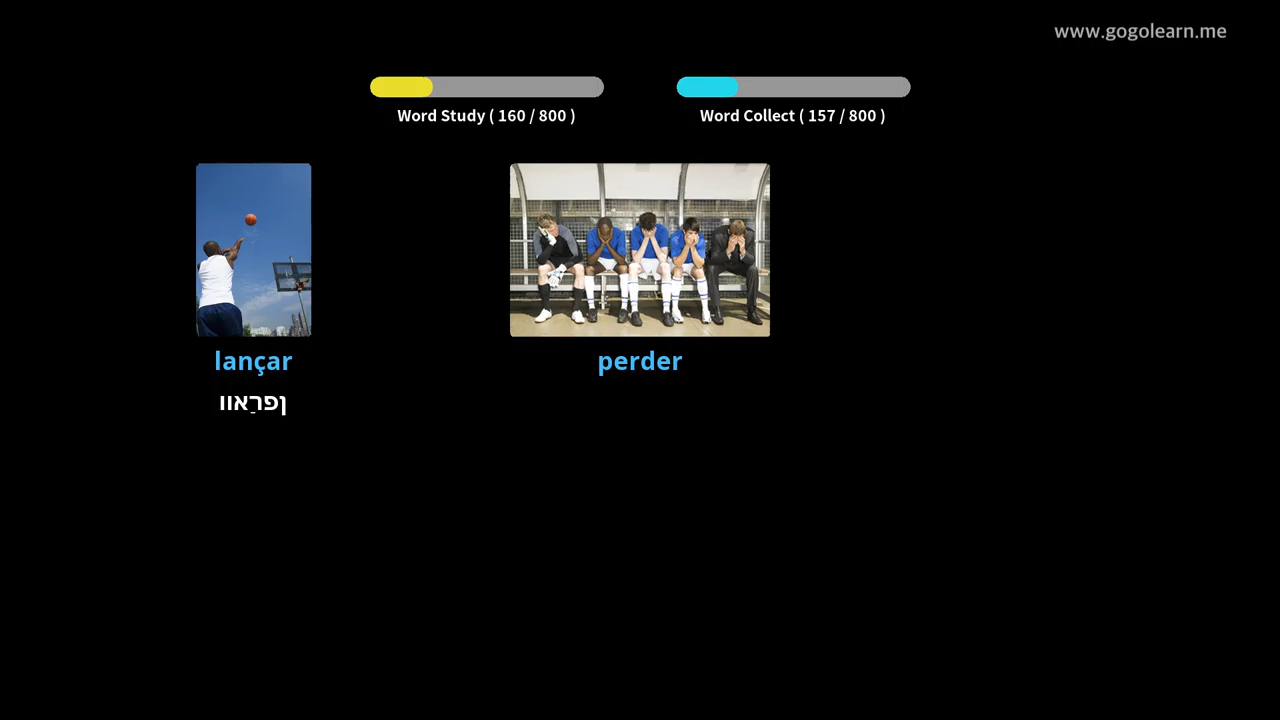 www.gogolearn.me
Word Study ( 160 / 800 )
Word Collect ( 157 / 800 )
lançar
perder
ןפרַאוו